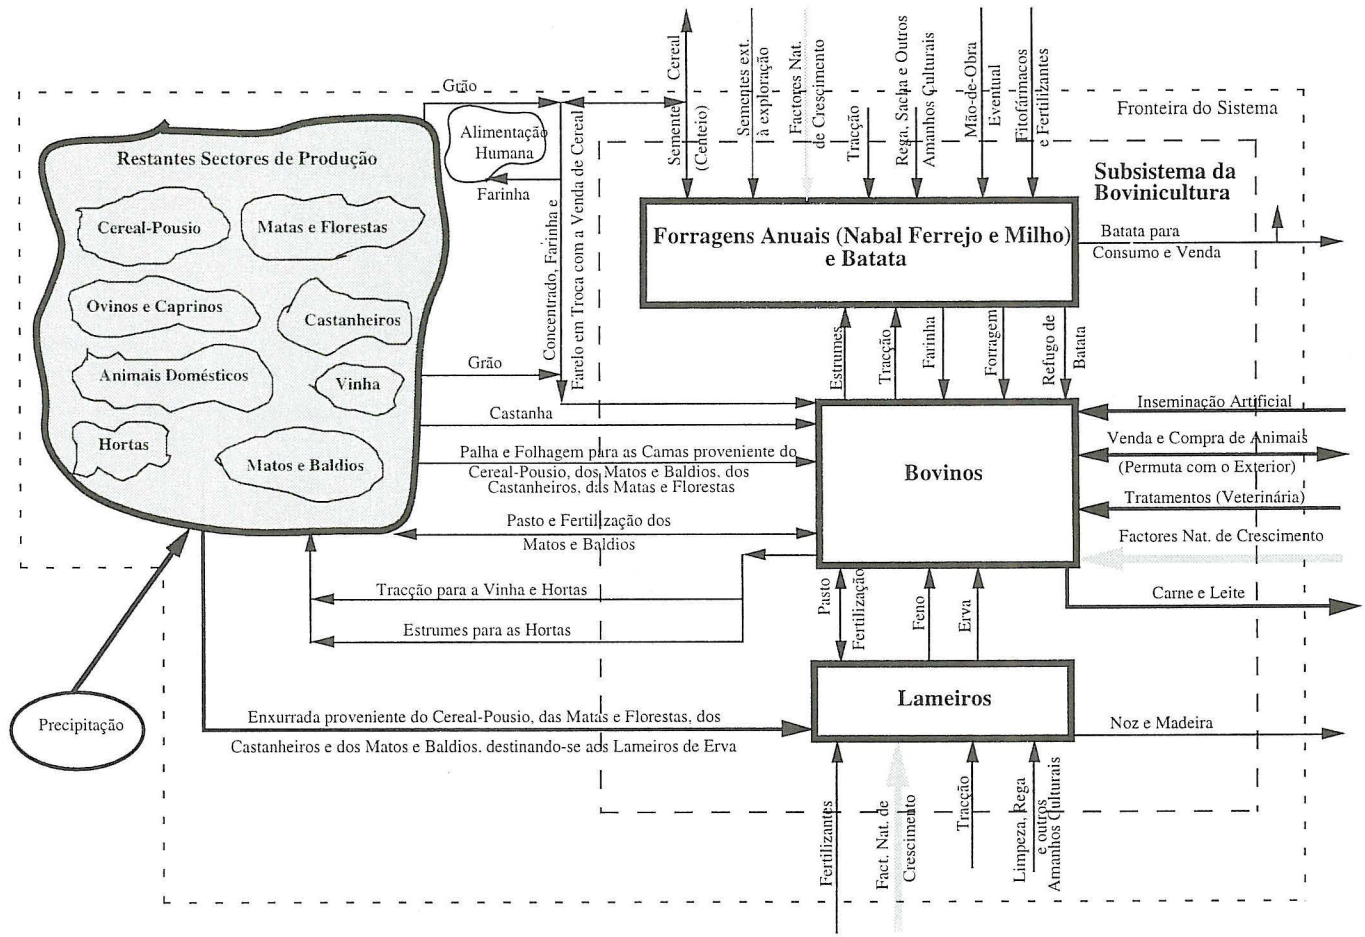 Semente / Cereal
(Centeio)
Sementes ext.
à exploração
Factores Nat.
de Crescimento
Tracção
Rega, Sacha e Outros
Amanhos Culturais
Mão-de-Obra
Eventual
Fitofármacos
e Fertilizantes
Fronteira do Sistema
Grão
Alimentação
Humana
Farinha
Concentrado, Farinha e
Farelo em Troca com a Venda de Cereal
Restantes Sectores de Produção
Cereal-Pousio
Matas e Florestas
Ovinos e Caprinos
Castanheiros
Animais Domésticos
Vinha
Hortas
Matos e Baldios
Subsistema da
Bovinicultura
Forragens Anuais (Nabal Ferrejo e Milho)
e Batata
Batata para
Consumo e Venda
Estrumes
Tracção
Farinha
Forragem
Refugo de
Batata
Grão
Castanha
Palha e Folhagem para as Camas proveniente do
Cereal-Pousio, dos Matos e Baldios, dos
Castanheiros, das Matas e Florestas
Pasto e Fertilização dos
Matos e Baldios
Tracção para a Vinha e Hortas
Estrumes para as Hortas
Bovinos
Inseminação Artificial
Venda e Compra de Animais
(Permuta com o Exterior)
Tratamentos (Veterinária)
Factores Nat. de Crescimento
Carne e Leite
Pasto
Fertilização
Feno
Erva
Lameiros
Noz e Madeira
Precipitação
Enxurrada proveniente do Cereal-Pousio, das Matas e Florestas, dos
Castanheiros e dos Matos e Baldios, destinando-se aos Lameiros de Erva
Fertilizantes
Fact. Nat. de
Crescimento
Tracção
Limpeza, Rega
e outros
Amanhos Culturais